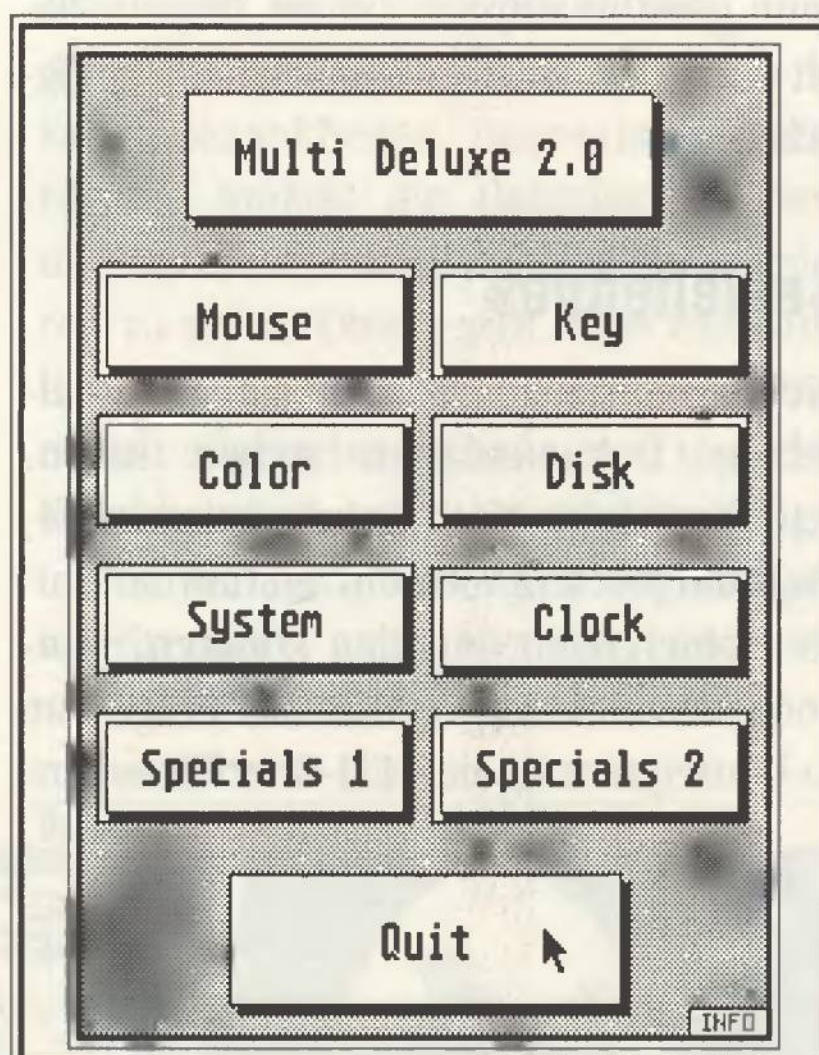 Multi Deluxe 2.0
Mouse Key
Color Disk
System Clock
Specials 1 Specials 2
Quit
INFO